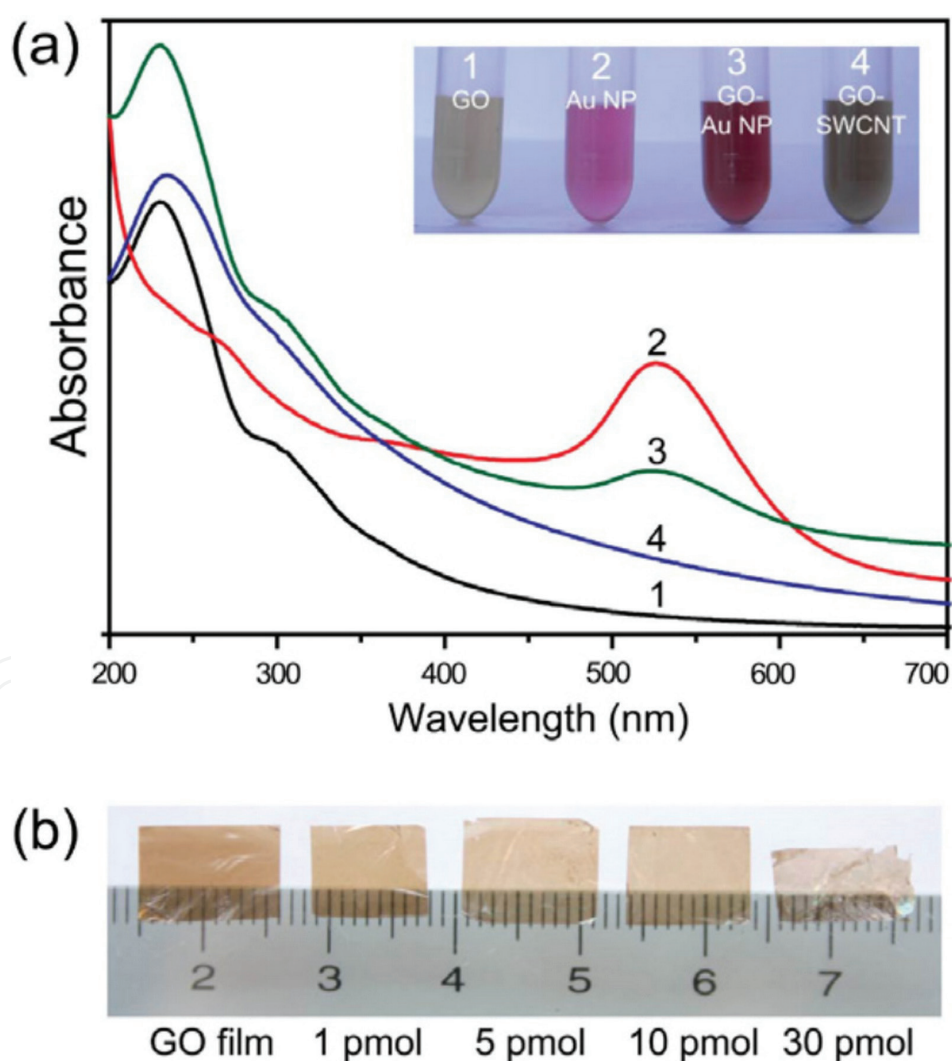 (a)
1 2 3 4
GO Au NP GO- GO-
Au NP SWCNT
Absorbance
2
3
4
1
200 300 400 500 600 700
Wavelength (nm)
(b)
2 3 4 5 6 7
GO film 1 pmol 5 pmol 10 pmol 30 pmol